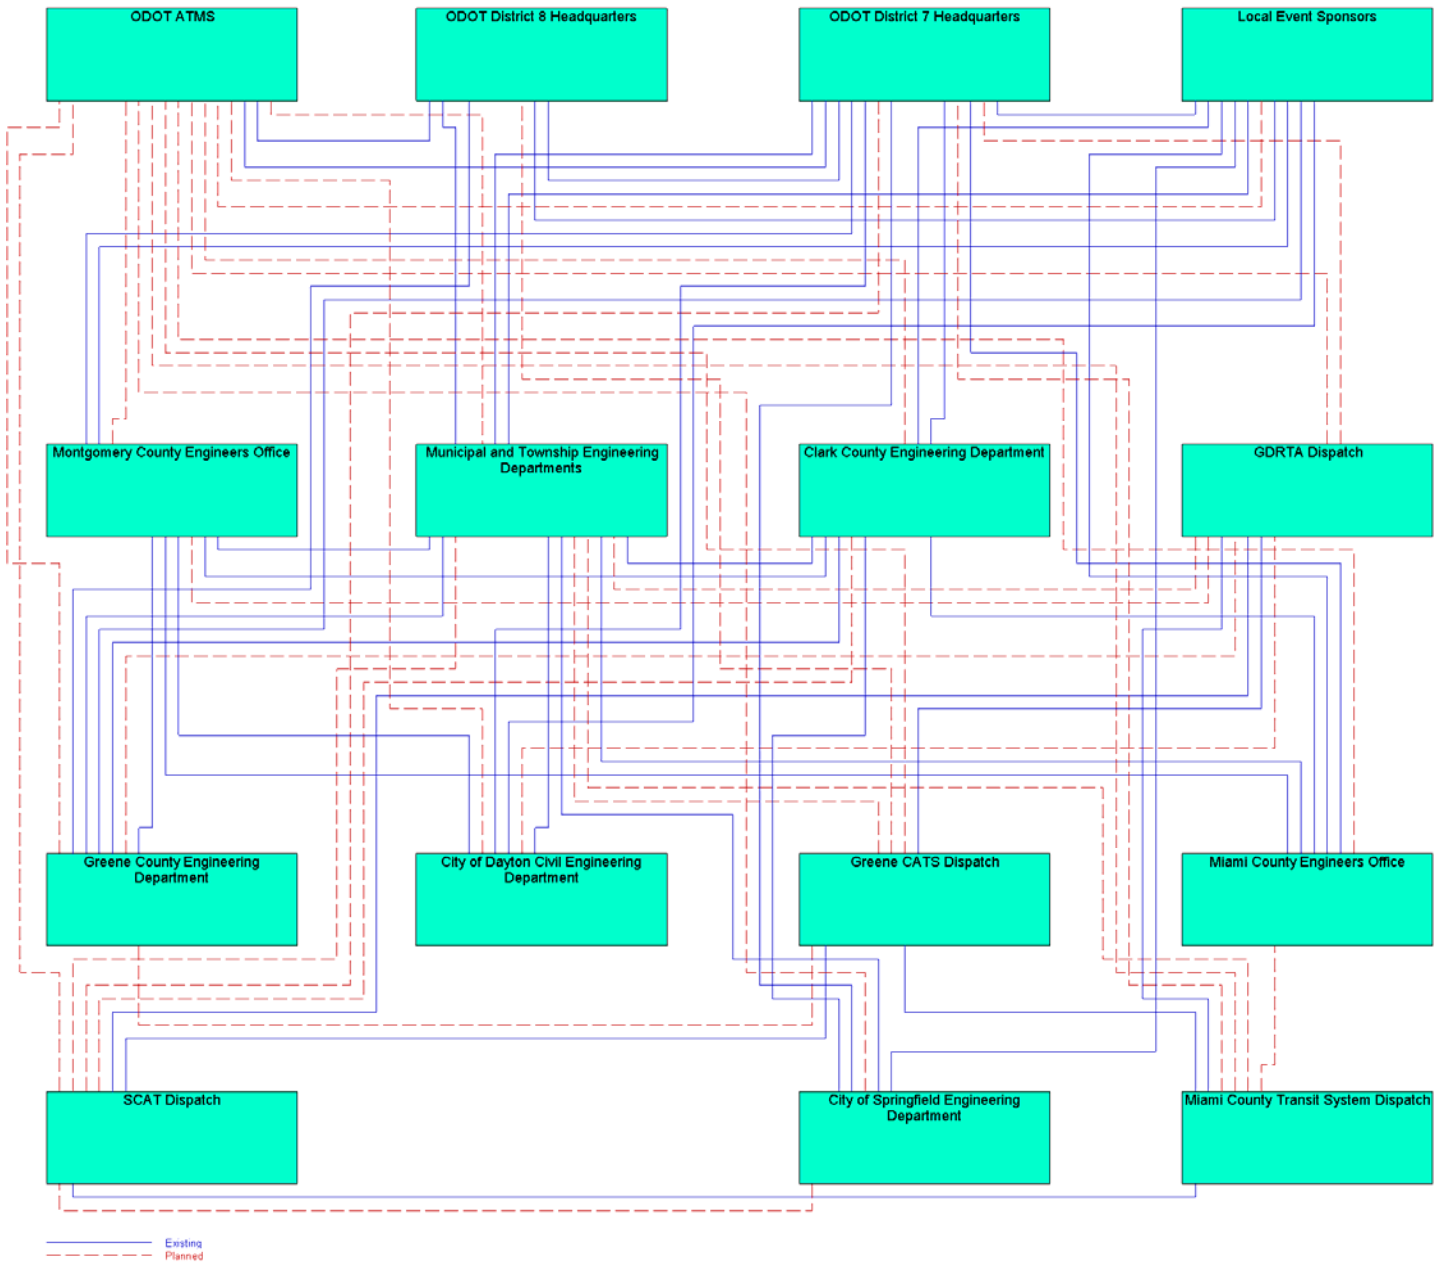 ODOT ATMS
ODOT District 8 Headquarters
ODOT District 7 Headquarters
Local Event Sponsors
Montgomery County Engineers Office
Municipal and Township Engineering
Departments
Clark County Engineering Department
GDRTA Dispatch
Greene County Engineering
Department
City of Dayton Civil Engineering
Department
Greene CATS Dispatch
Miami County Engineers Office
SCAT Dispatch
City of Springfield Engineering
Department
Miami County Transit System Dispatch
Existing
Planned